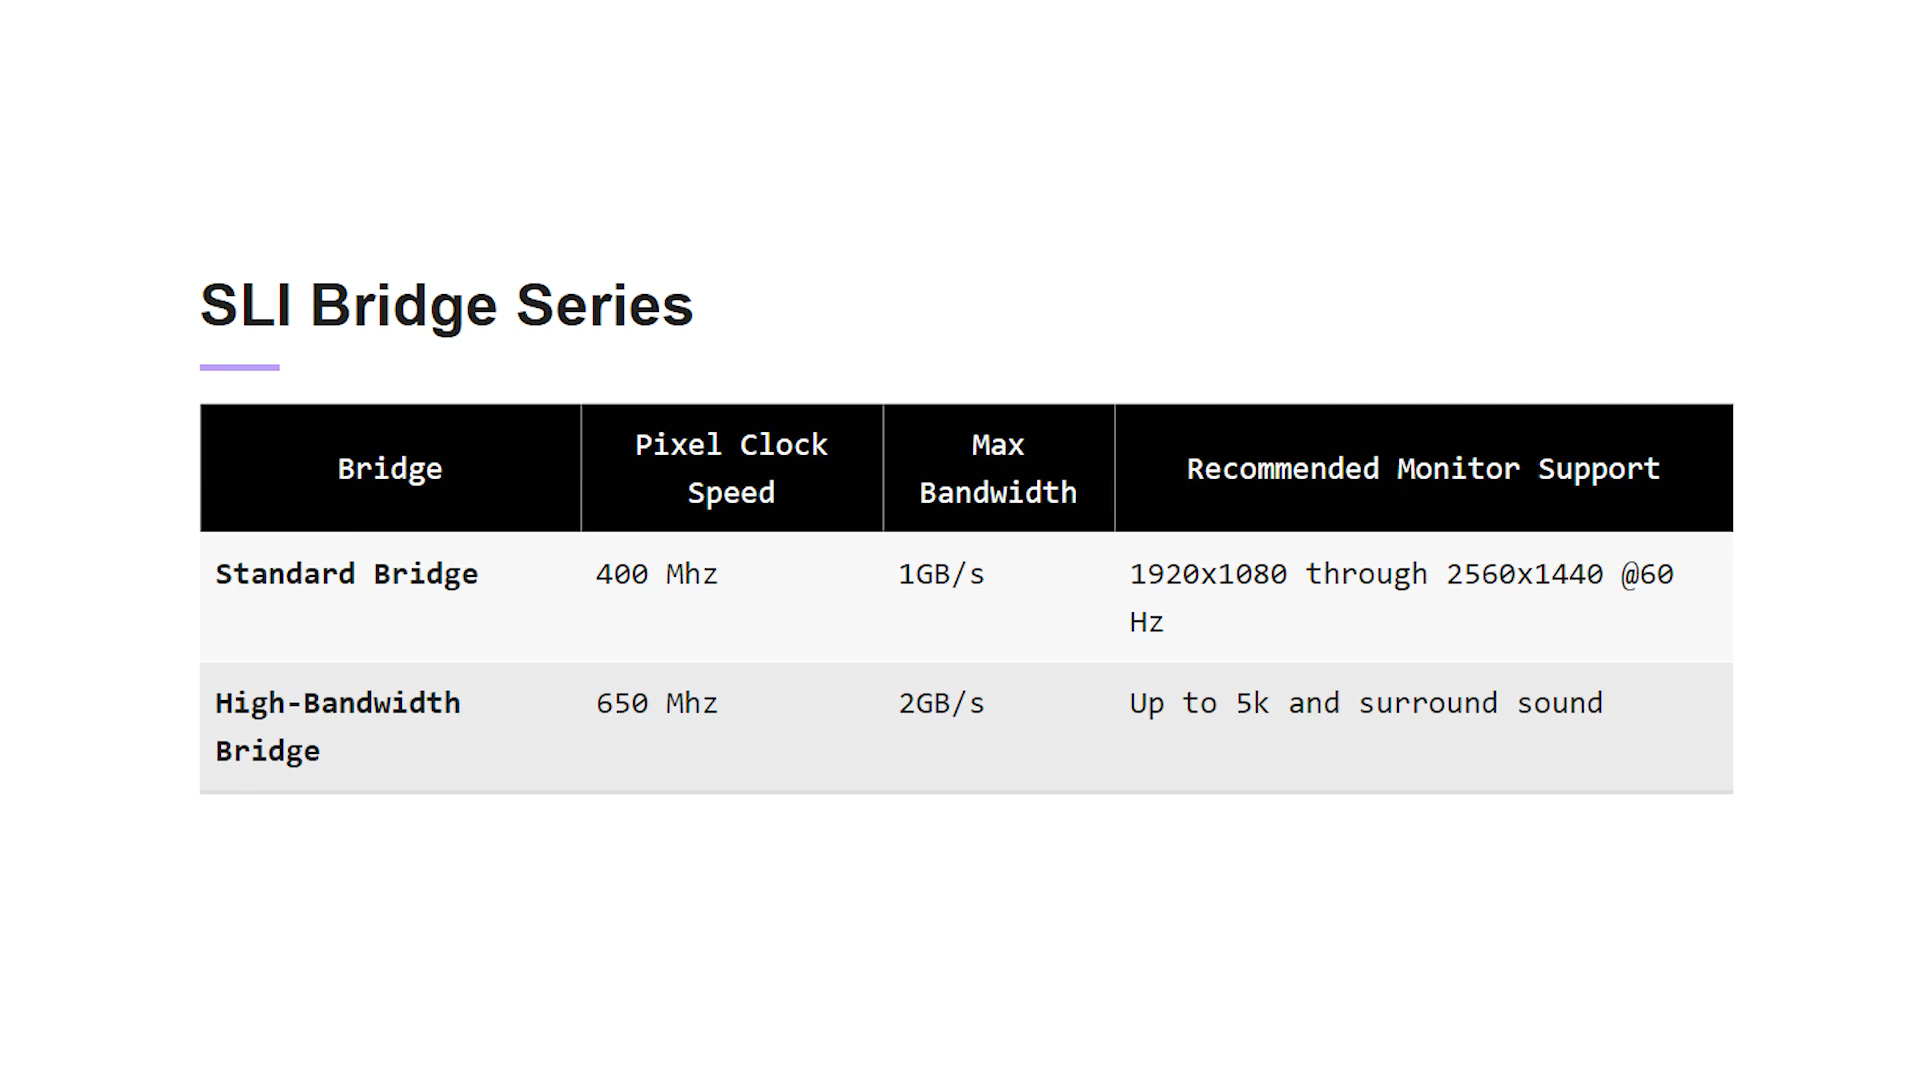 SLI Bridge Series
Bridge
Pixel Clock
Speed
Max
Bandwidth
Recommended Monitor Support
Standard Bridge
400 Mhz
1GB/s
1920x1080 through 2560x1440 @60
Hz
High-Bandwidth
Bridge
650 Mhz
2GB/s
Up to 5k and surround sound